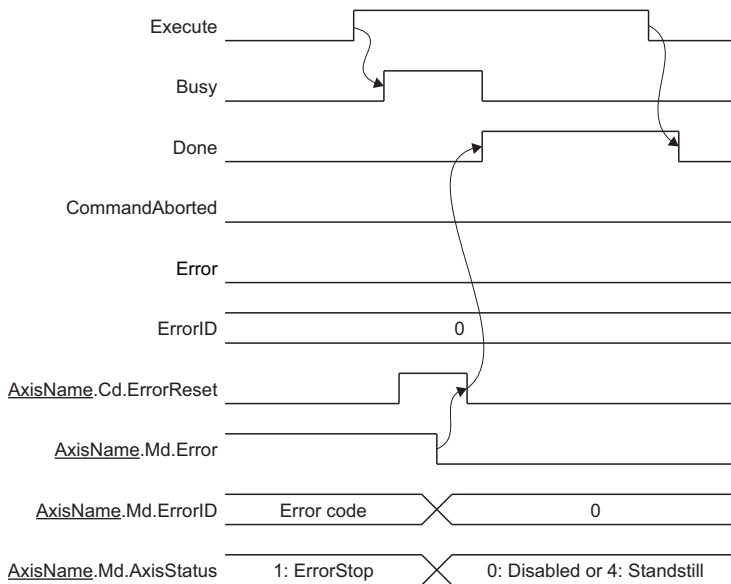 Execute
Busy
Done
CommandAborted
Error
ErrorID 0
AxisName.Cd.ErrorReset
AxisName.Md.Error
AxisName.Md.ErrorID Error code 0
AxisName.Md.AxisStatus 1: ErrorStop 0: Disabled or 4: Standstill